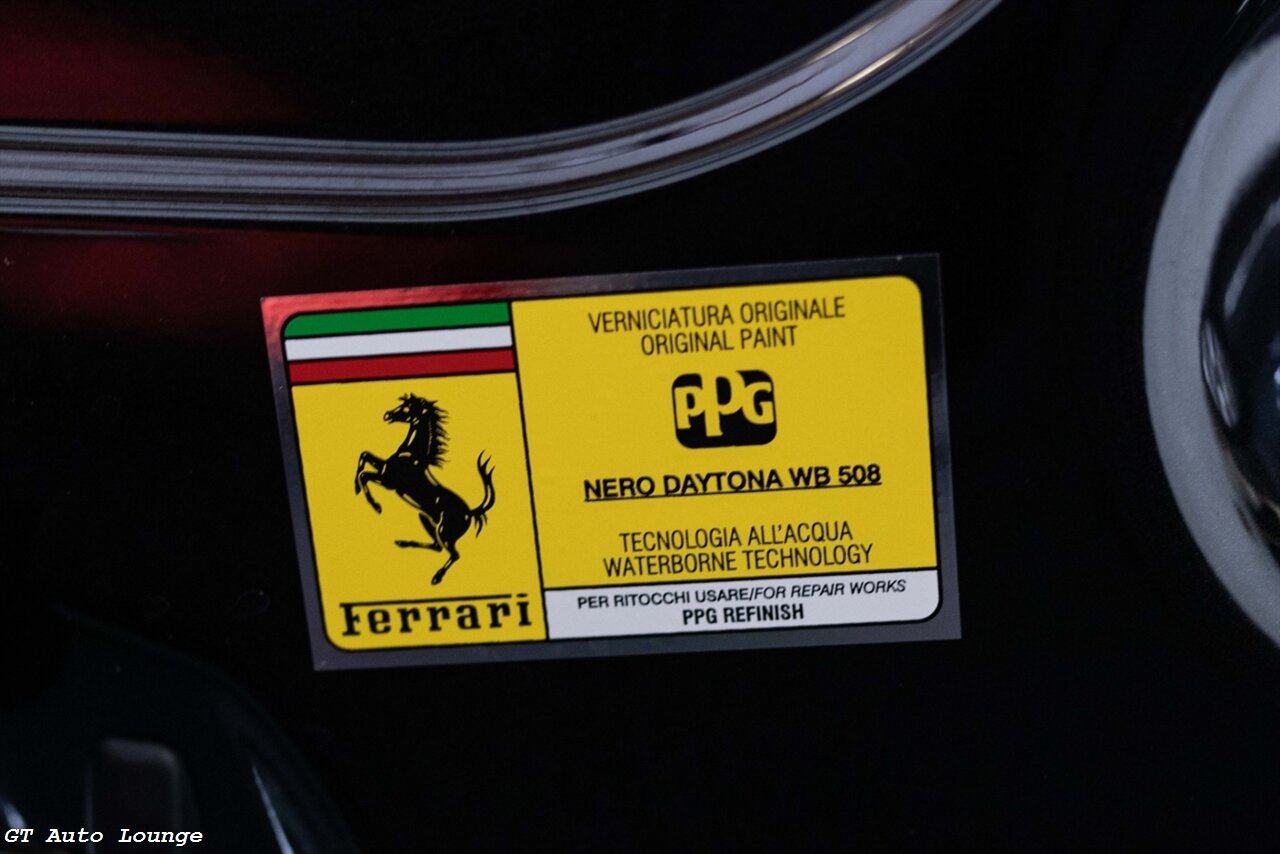 VERNICIATURA ORIGINALE
ORIGINAL PAINT
PPG
NERO DAYTONA WB 508
TECNOLOGIA ALL'ACQUA
WATERBORNE TECHNOLOGY
PER RITOCCHI USARE/FOR REPAIR WORKS
PPG REFINISH
Ferrari
GT Auto Lounge